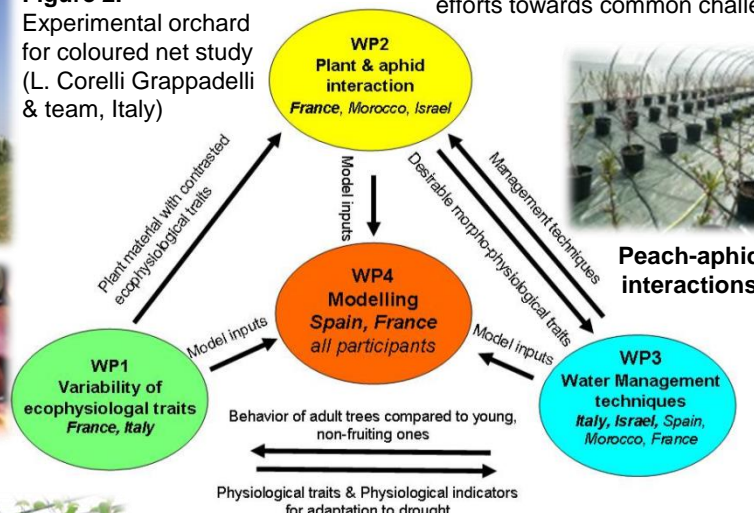 Experimental orchard
for coloured net study
(L. Corelli Grappadelli
& team, Italy)
efforts towards common challe
WP2
Plant & aphid
interaction
France, Morocco, Israel
Plant material with contrasted
ecophysiological traits
Model inputs
Desirable morpho-physiological traits
Management techniques
Peach-aphid
interactions
WP4
Modelling
Spain, France
all participants
WP1
Variability of
ecophysiologal traits
France, Italy
Model inputs
Model inputs
WP3
Water Management
techniques
Italy, Israel, Spain,
Morocco, France
Behavior of adult trees compared to young,
non-fruiting ones
Physiological traits & Physiological indicators
for adaptation to drought